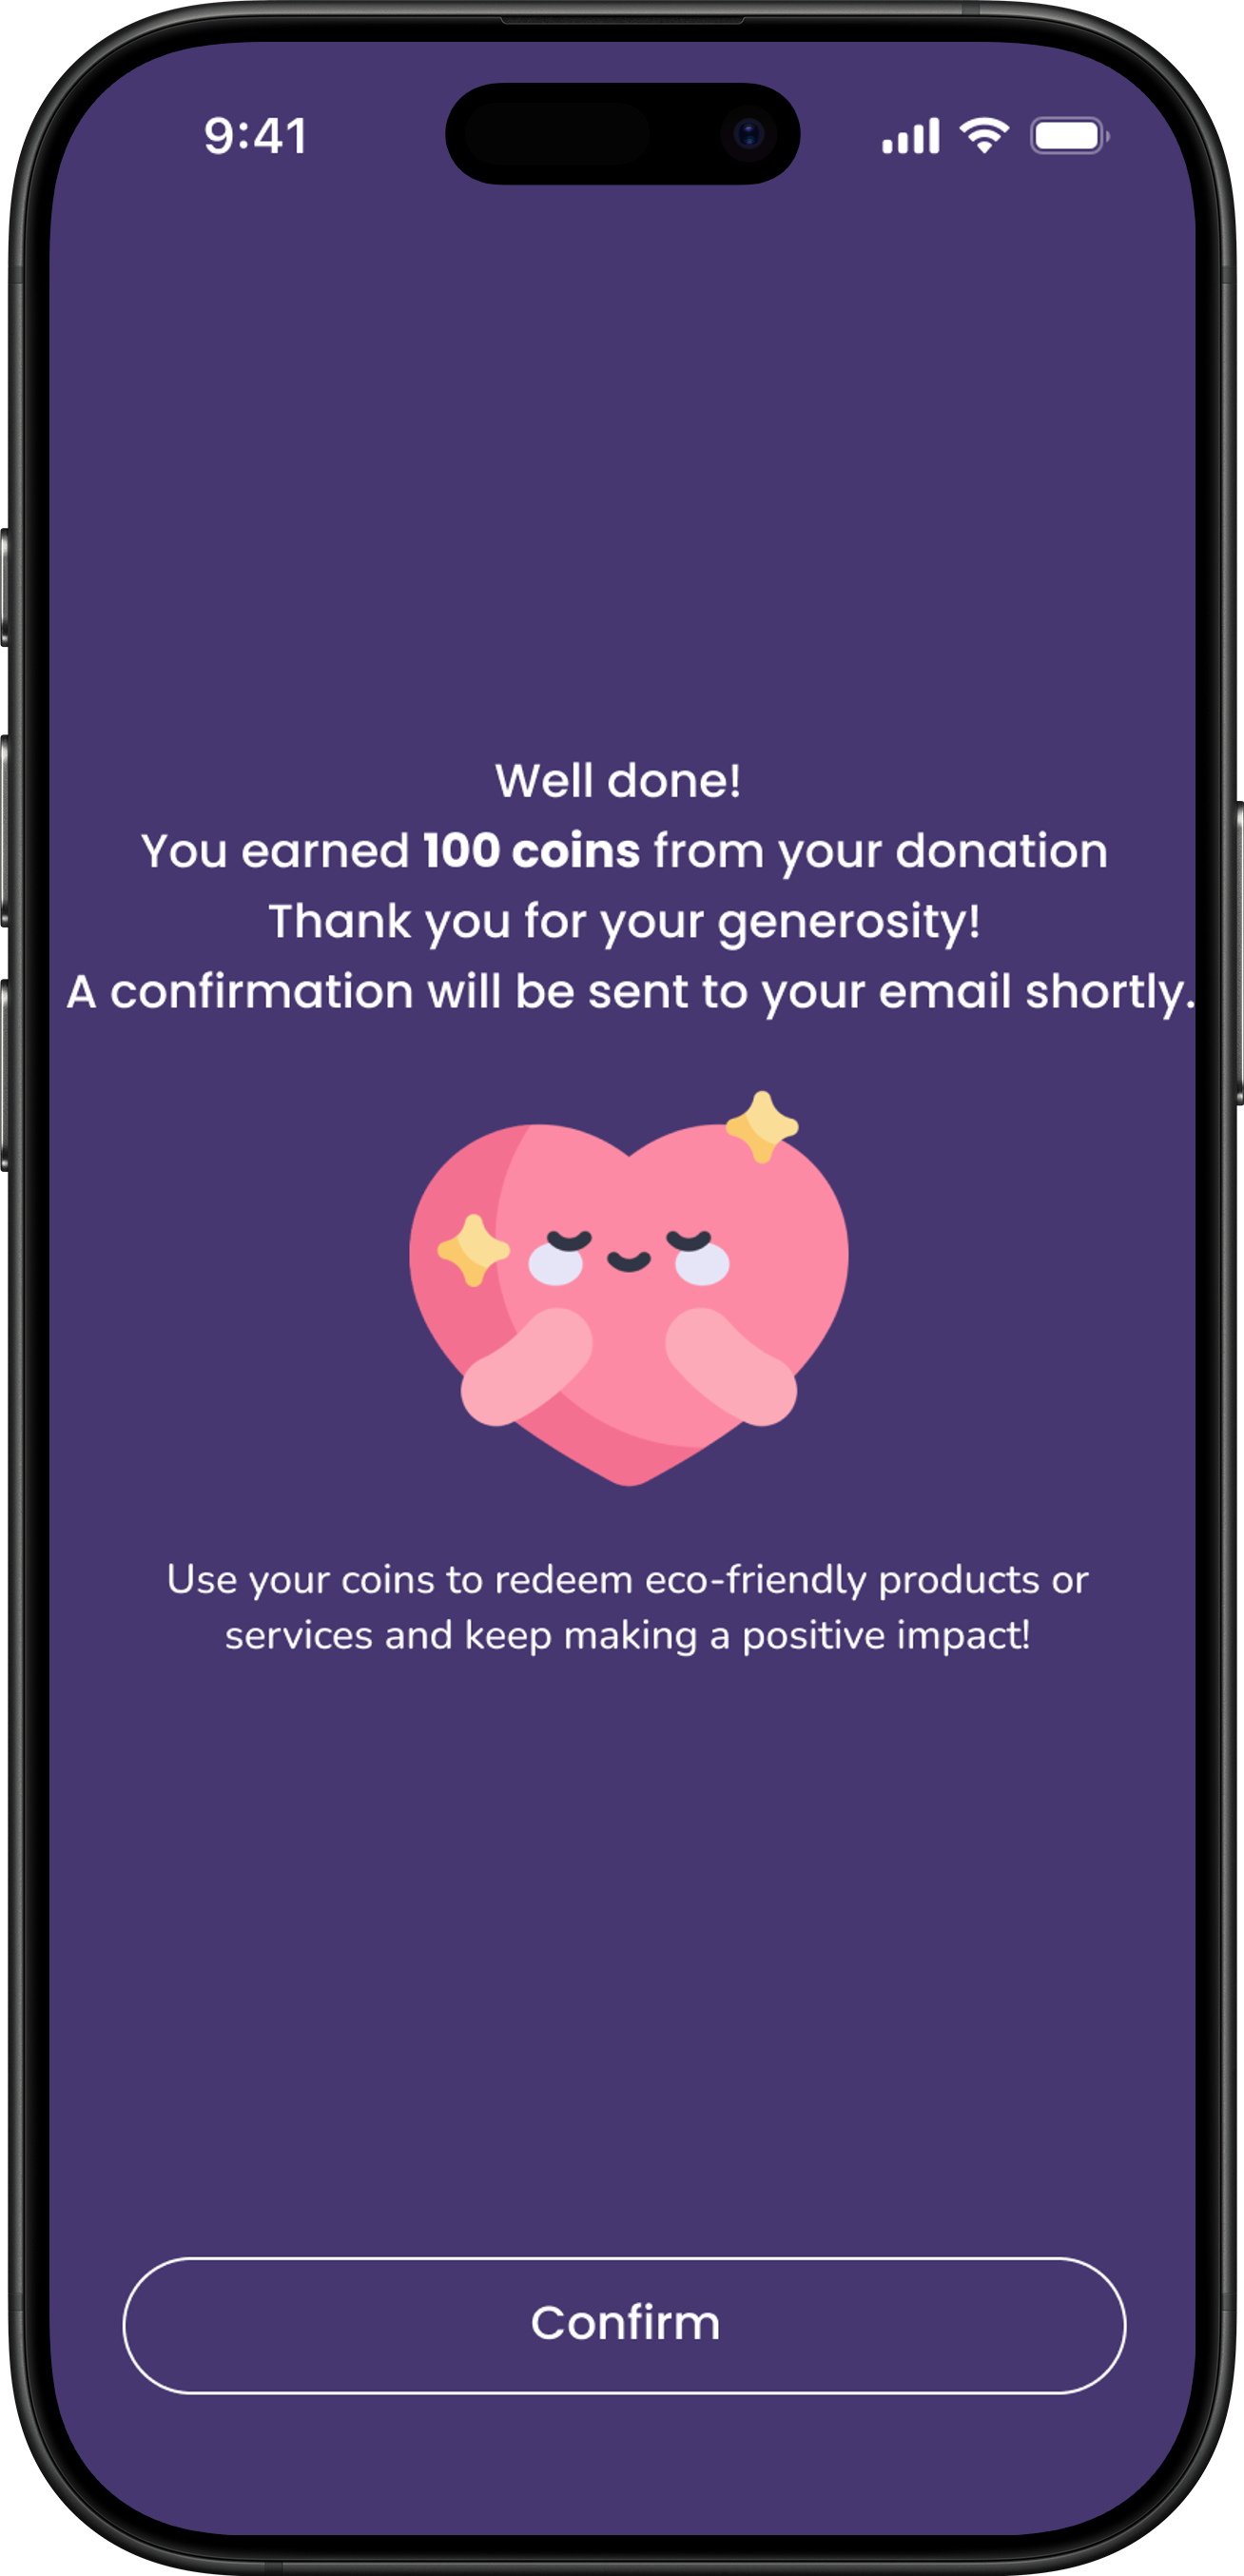 9:41
Well done!
You earned 100 coins from your donation
Thank you for your generosity!
A confirmation will be sent to your email shortly.
Use your coins to redeem eco-friendly products or
services and keep making a positive impact!
Confirm